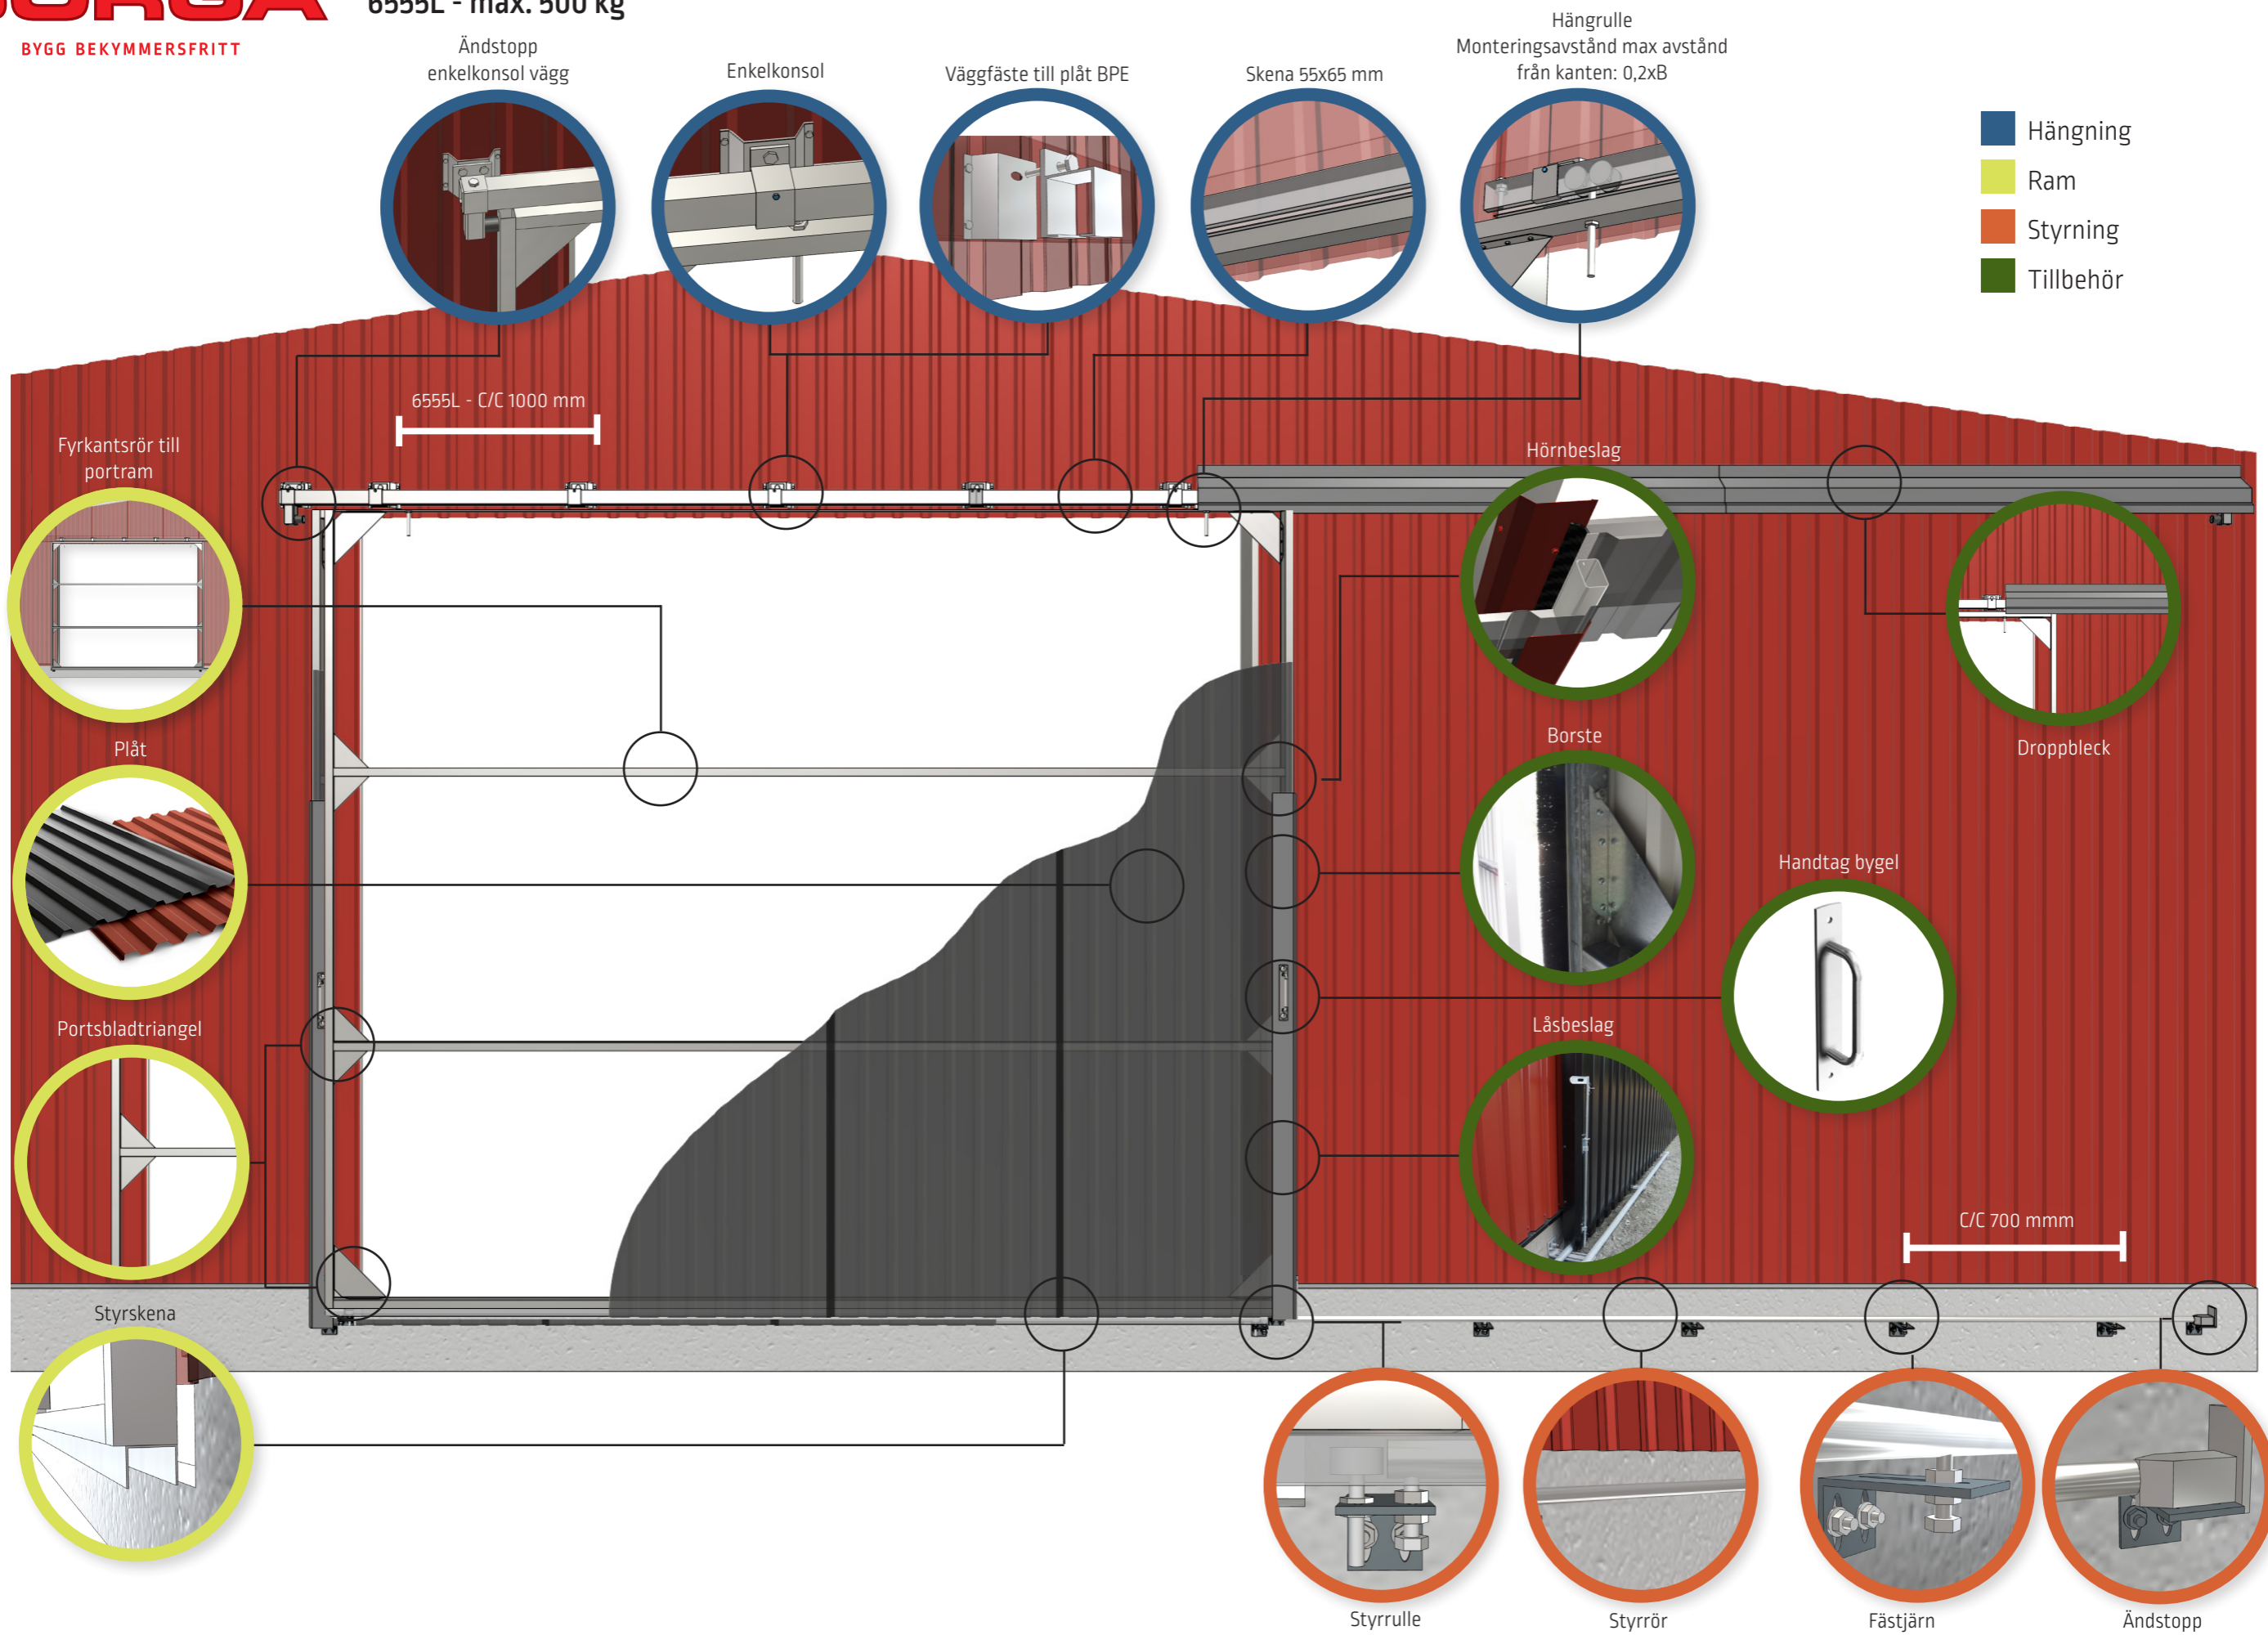 BORGA
BYGG BEKYMMERSFRITT
6555L - max. 500 kg
Ändstopp
enkelkonsol vägg
Enkelkonsol
Väggfäste till plåt BPE
Skena 55x65 mm
Hängrulle
Monteringsavstånd max avstånd
från kanten: 0,2xB
Hängning
Ram
Styrning
Tillbehör
6555L - C/C 1000 mm
Fyrkantsrör till
portram
Hörnbeslag
Droppbleck
Plåt
Borste
Handtag bygel
Portsbladtriangel
Låsbeslag
C/C 700 mmm
Styrskena
Styrrulle
Styrrör
Fästjärn
Ändstopp